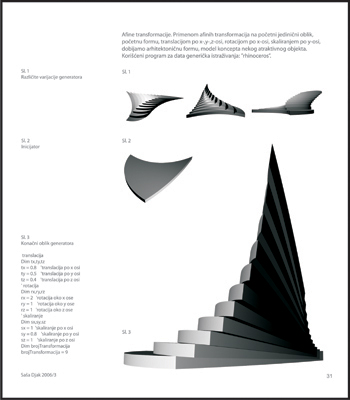 Afine transformacije. Primenom afinih transformacija na početni jedinični oblik,
početnu formu, translacijom po x-,y-,z-osi, rotacijom po x-osi, skaliranjem po y-osi,
dobijamo arhitektoničnu formu, model koncepta nekog atraktivnog objekta.
Korišćeni program za data generička istraživanja: "rhinoceros".
Sl. 1
Različite varijacije generatora
Sl. 1
Sl. 2
Inicijator
Sl. 2
Sl. 3
Konačni oblik generatora
'translacija
Dim tx,ty,tz
tx = 0.8 'translacija po x osi
ty = 0.5 'translacija po y osi
tz = 0.4 'translacija po z osi
'rotacija
Dim rx,ry,rz
rx = 2 'rotacija oko x ose
ry = 1 'rotacija oko y ose
rz = 1 'rotacija oko z ose
'skaliranje
Dim sx,sy,sz
sx = 1 'skaliranje po x osi
sy = 0.8 'skaliranje po y osi
sz = 1 'skaliranje po z osi
Dim brojTransformacija
brojTransformacija = 9
Sl. 3
Saša Ojak 2006/3
31